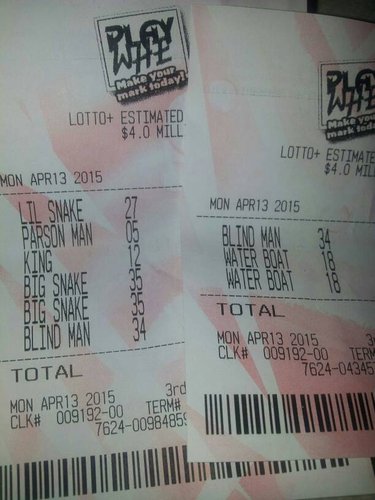 PLAY
WHE
Make your
mark today!
LOTTO+ ESTIMATED
$4.0 MILL
MON APR13 2015
LIL SNAKE 27
PARSON MAN 05
KING 12
BIG SNAKE 35
BIG SNAKE 35
BLIND MAN 34
TOTAL
MON APR13 2015 3rd
CLK# 009192-00 TERM#
7624-0098485
PLAY
WHE
Make your
mark today
LOTTO+ ESTIMATE
$4.0 MIL
MON APR13 2015
BLIND MAN 34
WATER BOAT 18
WATER BOAT 18
TOTAL
MON APR13 2015
CLK# 009192-00 TERM
7624-04345